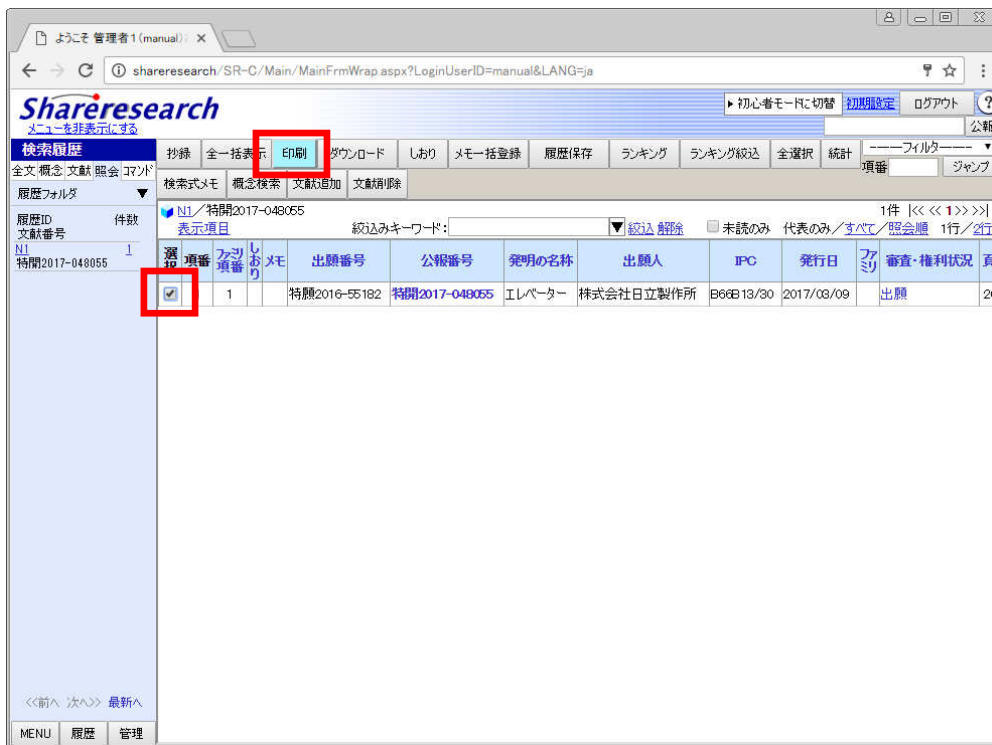 ようこそ 管理者1(manual)
shareresearch/SR-C/Main/MainFrmWrap.aspx?LoginUserID=manual&LANG=ja
Shareresearch
メニューを非表示にする
▶初心者モードに切替 初期設定 ログアウト ?
公報
検索履歴
全文 概念 文献 照会 コマンド
履歴フォルダ ▼
履歴ID 件数
文献番号
N1 1
特開2017-048055
抄録 全一括表示 印刷 ダウンロード しおり メモ一括登録 履歴保存 ランキング ランキング絞込 全選択 統計 ----フィルタ---- ▼
項番 ジャンプ
検索式メモ 概念検索 文献追加 文献削除
N1/特開2017-048055 1件 |<< << 1 >> >>|
表示項目 絞込みキーワード: ▼ 絞込 解除 未読のみ 代表のみ/すべて/照会順 1行/2行
選択 項番 ファミリ項番 しおり メモ 出願番号 公報番号 発明の名称 出願人 IPC 発行日 ファミリ 審査・権利状況 頁
1 特願2016-55182 特開2017-048055 エレベーター 株式会社日立製作所 B66B13/30 2017/03/09 出願 2
<<前へ 次へ>> 最新へ
MENU 履歴 管理